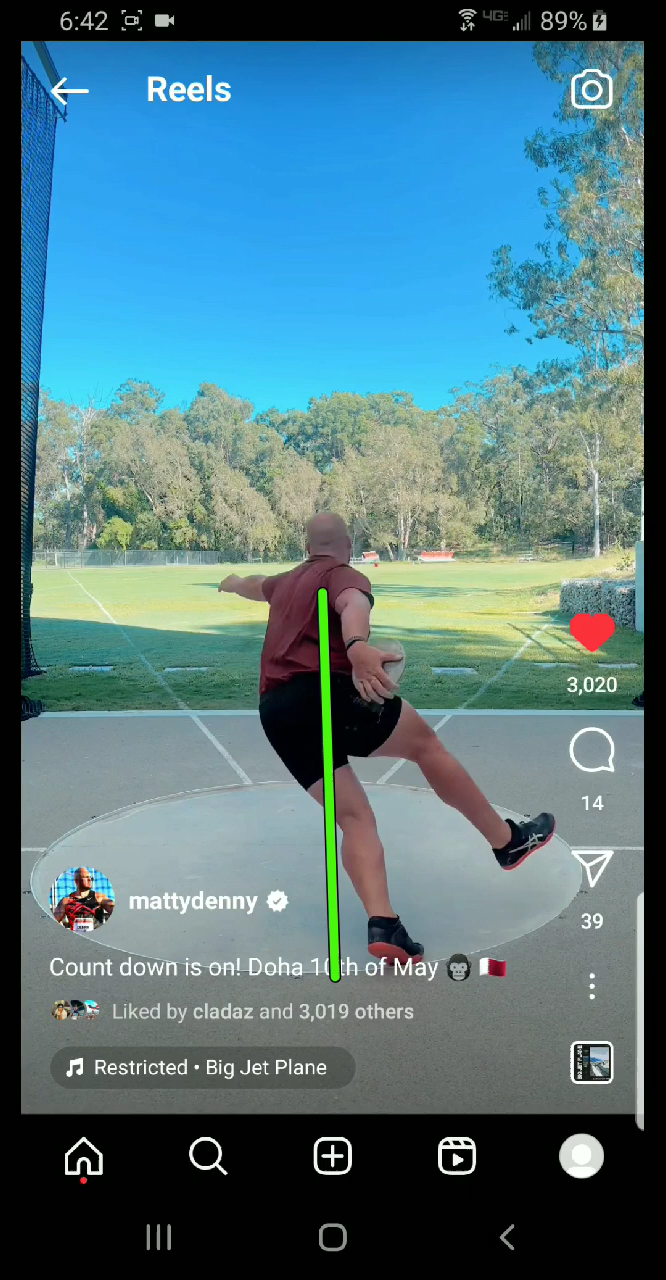 6:42 4GE 89%
Reels
3,020
14
mattydenny
39
Count down is on! Doha 10th of May
Liked by cladaz and 3,019 others
Restricted • Big Jet Plane